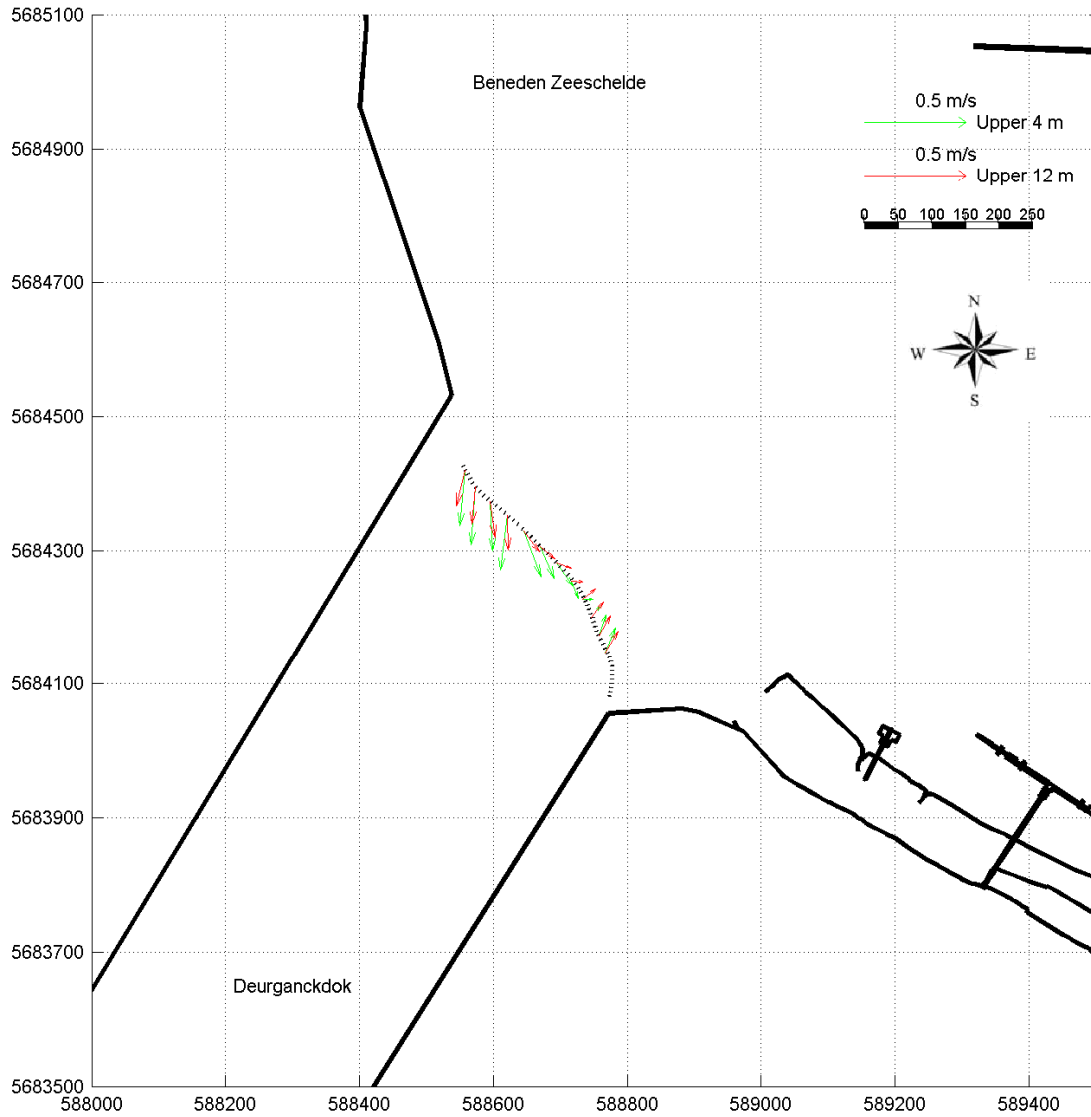 5685100
Beneden Zeeschelde
0.5 m/s
Upper 4 m
5684900
0.5 m/s
Upper 12 m
0 50 100 150 200 250
5684700
N
W E
S
5684500
5684300
5684100
5683900
5683700
Deurganckdok
5683500
588000 588200 588400 588600 588800 589000 589200 589400